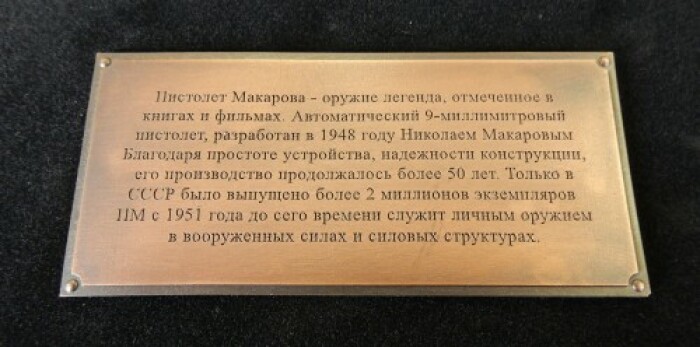 Пистолет Макарова - оружие легенда, отмеченное в
книгах и фильмах. Автоматический 9-миллимитровый
пистолет, разработан в 1948 году Николаем Макаровым
Благодаря простоте устройства, надежности конструкции,
его производство продолжалось более 50 лет. Только в
СССР было выпущено более 2 миллионов экземпляров
ПМ с 1951 года до сего времени служит личным оружием
в вооруженных силах и силовых структурах.